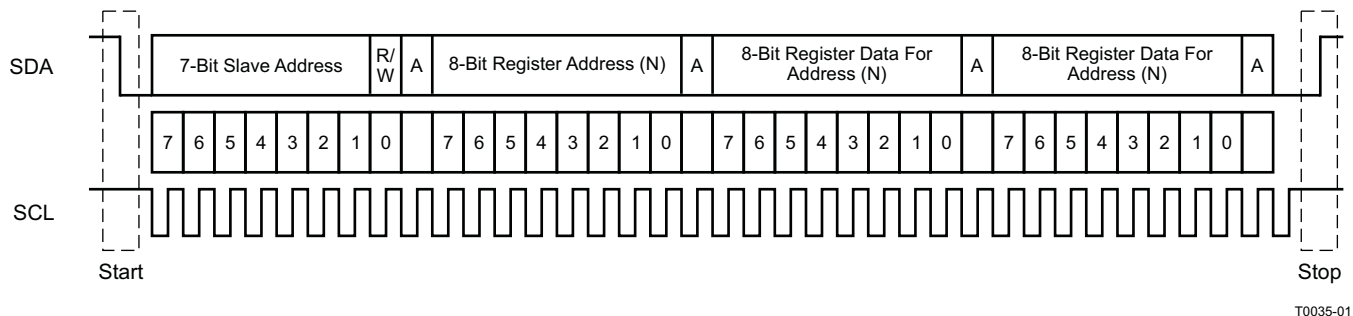 SDA
7-Bit Slave Address
R/
W
A
8-Bit Register Address (N)
A
8-Bit Register Data For
Address (N)
A
8-Bit Register Data For
Address (N)
A
7 6 5 4 3 2 1 0 7 6 5 4 3 2 1 0 7 6 5 4 3 2 1 0 7 6 5 4 3 2 1 0
SCL
Start
Stop
T0035-01